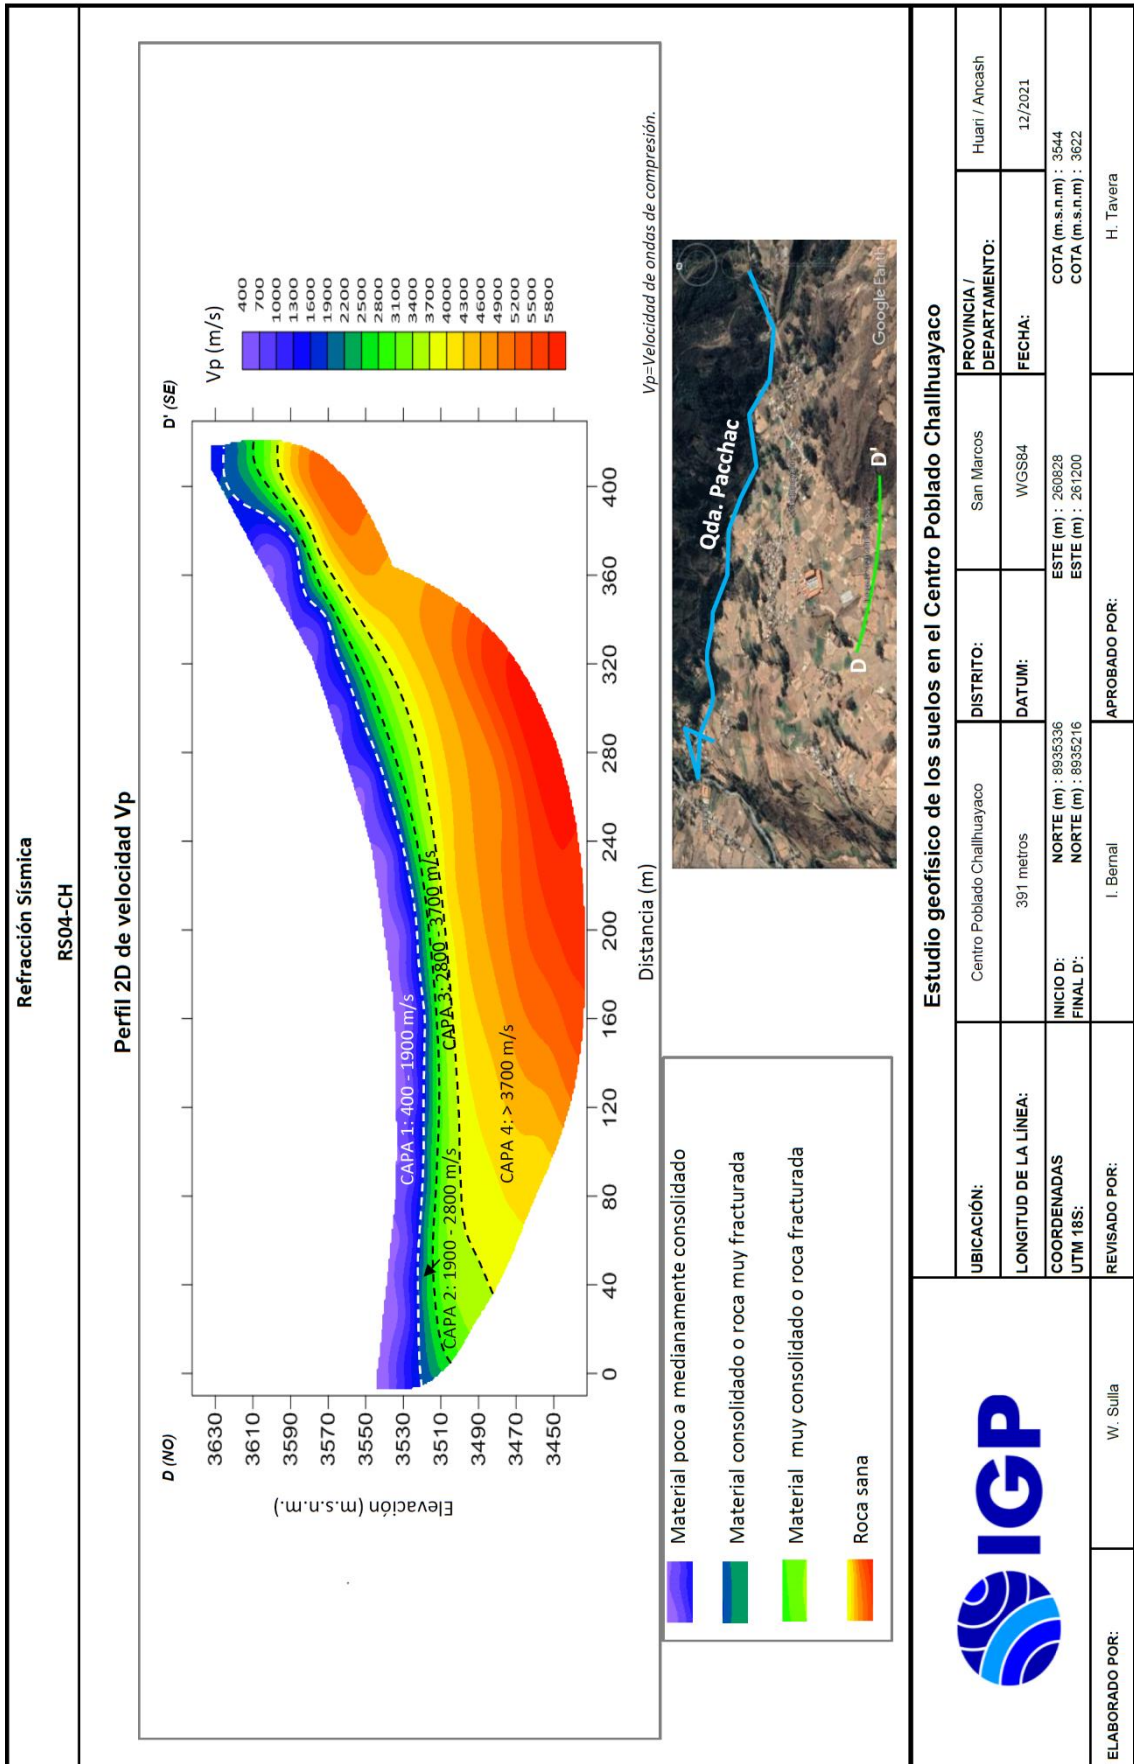 Refracción Sísmica
RS04-CH
Perfil 2D de velocidad Vp
D (NO)
D' (SE)
Elevación (m.s.n.m.)
3630
3610
3590
3570
3550
3530
3510
3490
3470
3450
CAPA 1: 400 - 1900 m/s
CAPA 2: 1900 - 2800 m/s
CAPA 3: 2800 - 3700 m/s
CAPA 4: > 3700 m/s
0 40 80 120 160 200 240 280 320 360 400
Distancia (m)
Vp (m/s)
400
700
1000
1300
1600
1900
2200
2500
2800
3100
3400
3700
4000
4300
4600
4900
5200
5500
5800
Vp=Velocidad de ondas de compresión.
Material poco a medianamente consolidado
Material consolidado o roca muy fracturada
Material muy consolidado o roca fracturada
Roca sana
Qda. Pacchac
D
D'
Google Earth
IGP
Estudio geofísico de los suelos en el Centro Poblado Challhuayaco
UBICACIÓN: Centro Poblado Challhuayaco DISTRITO: San Marcos PROVINCIA / DEPARTAMENTO: Huari / Ancash
LONGITUD DE LA LÍNEA: 391 metros DATUM: WGS84 FECHA: 12/2021
COORDENADAS UTM 18S:
INICIO D: NORTE (m) : 8935336 ESTE (m) : 260828 COTA (m.s.n.m) : 3544
FINAL D': NORTE (m) : 8935216 ESTE (m) : 261200 COTA (m.s.n.m) : 3622
ELABORADO POR: W. Sulla REVISADO POR: I. Bernal APROBADO POR: H. Tavera